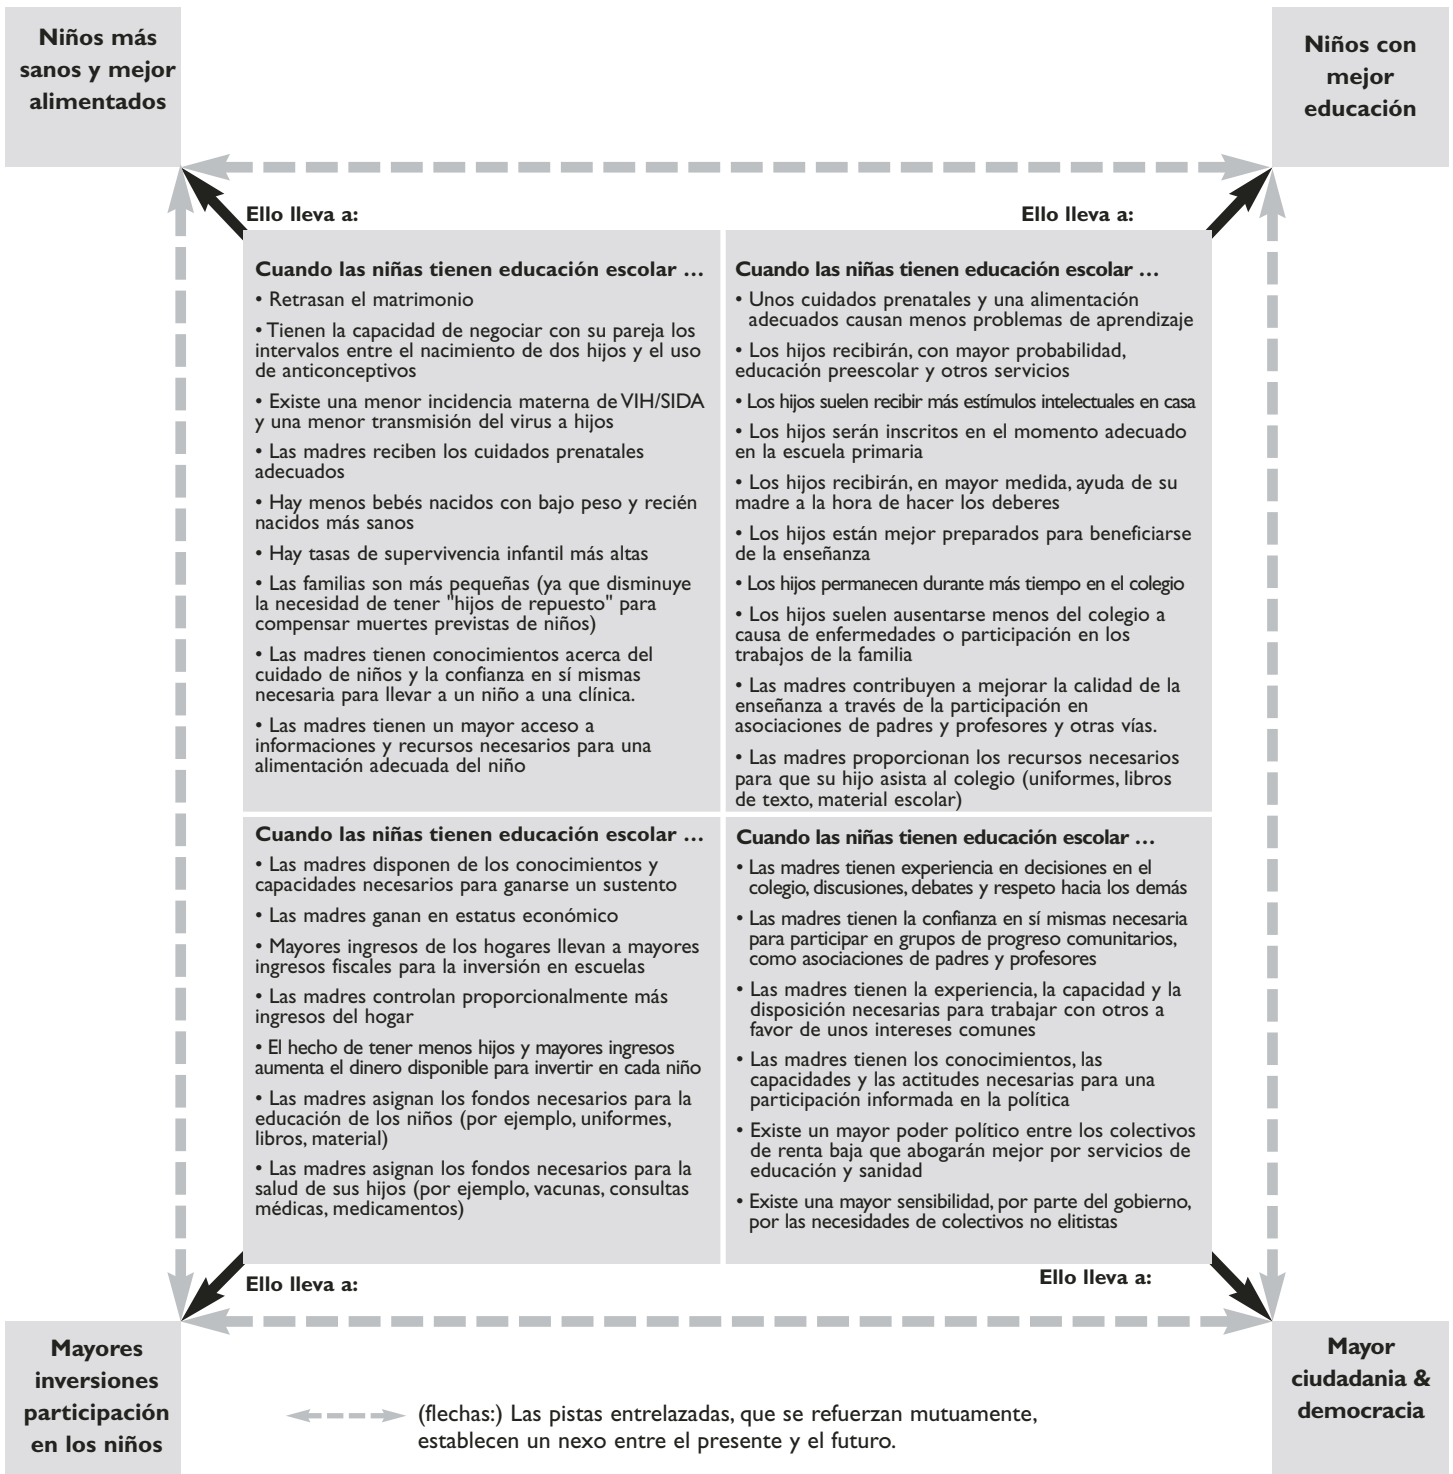 Niños más
sanos y mejor
alimentados
Niños con
mejor
educación
Ello lleva a:
Ello lleva a:
Cuando las niñas tienen educación escolar …
• Retrasan el matrimonio
• Tienen la capacidad de negociar con su pareja los
intervalos entre el nacimiento de dos hijos y el uso
de anticonceptivos
• Existe una menor incidencia materna de VIH/SIDA
y una menor transmisión del virus a hijos
• Las madres reciben los cuidados prenatales
adecuados
• Hay menos bebés nacidos con bajo peso y recién
nacidos más sanos
• Hay tasas de supervivencia infantil más altas
• Las familias son más pequeñas (ya que disminuye
la necesidad de tener "hijos de repuesto" para
compensar muertes previstas de niños)
• Las madres tienen conocimientos acerca del
cuidado de niños y la confianza en sí mismas
necesaria para llevar a un niño a una clínica.
• Las madres tienen un mayor acceso a
informaciones y recursos necesarios para una
alimentación adecuada del niño
Cuando las niñas tienen educación escolar …
• Unos cuidados prenatales y una alimentación
adecuados causan menos problemas de aprendizaje
• Los hijos recibirán, con mayor probabilidad,
educación preescolar y otros servicios
• Los hijos suelen recibir más estímulos intelectuales en casa
• Los hijos serán inscritos en el momento adecuado
en la escuela primaria
• Los hijos recibirán, en mayor medida, ayuda de su
madre a la hora de hacer los deberes
• Los hijos están mejor preparados para beneficiarse
de la enseñanza
• Los hijos permanecen durante más tiempo en el colegio
• Los hijos suelen ausentarse menos del colegio a
causa de enfermedades o participación en los
trabajos de la familia
• Las madres contribuyen a mejorar la calidad de la
enseñanza a través de la participación en
asociaciones de padres y profesores y otras vías.
• Las madres proporcionan los recursos necesarios
para que su hijo asista al colegio (uniformes, libros
de texto, material escolar)
Cuando las niñas tienen educación escolar …
• Las madres disponen de los conocimientos y
capacidades necesarios para ganarse un sustento
• Las madres ganan en estatus económico
• Mayores ingresos de los hogares llevan a mayores
ingresos fiscales para la inversión en escuelas
• Las madres controlan proporcionalmente más
ingresos del hogar
• El hecho de tener menos hijos y mayores ingresos
aumenta el dinero disponible para invertir en cada niño
• Las madres asignan los fondos necesarios para la
educación de los niños (por ejemplo, uniformes,
libros, material)
• Las madres asignan los fondos necesarios para la
salud de sus hijos (por ejemplo, vacunas, consultas
médicas, medicamentos)
Cuando las niñas tienen educación escolar …
• Las madres tienen experiencia en decisiones en el
colegio, discusiones, debates y respeto hacia los demás
• Las madres tienen la confianza en sí mismas necesaria
para participar en grupos de progreso comunitarios,
como asociaciones de padres y profesores
• Las madres tienen la experiencia, la capacidad y la
disposición necesarias para trabajar con otros a
favor de unos intereses comunes
• Las madres tienen los conocimientos, las
capacidades y las actitudes necesarias para una
participación informada en la política
• Existe un mayor poder político entre los colectivos
de renta baja que abogarán mejor por servicios de
educación y sanidad
• Existe una mayor sensibilidad, por parte del gobierno,
por las necesidades de colectivos no elitistas
Ello lleva a:
Ello lleva a:
Mayores
inversiones
participación
en los niños
Mayor
ciudadania &
democracia
(flechas:) Las pistas entrelazadas, que se refuerzan mutuamente,
establecen un nexo entre el presente y el futuro.